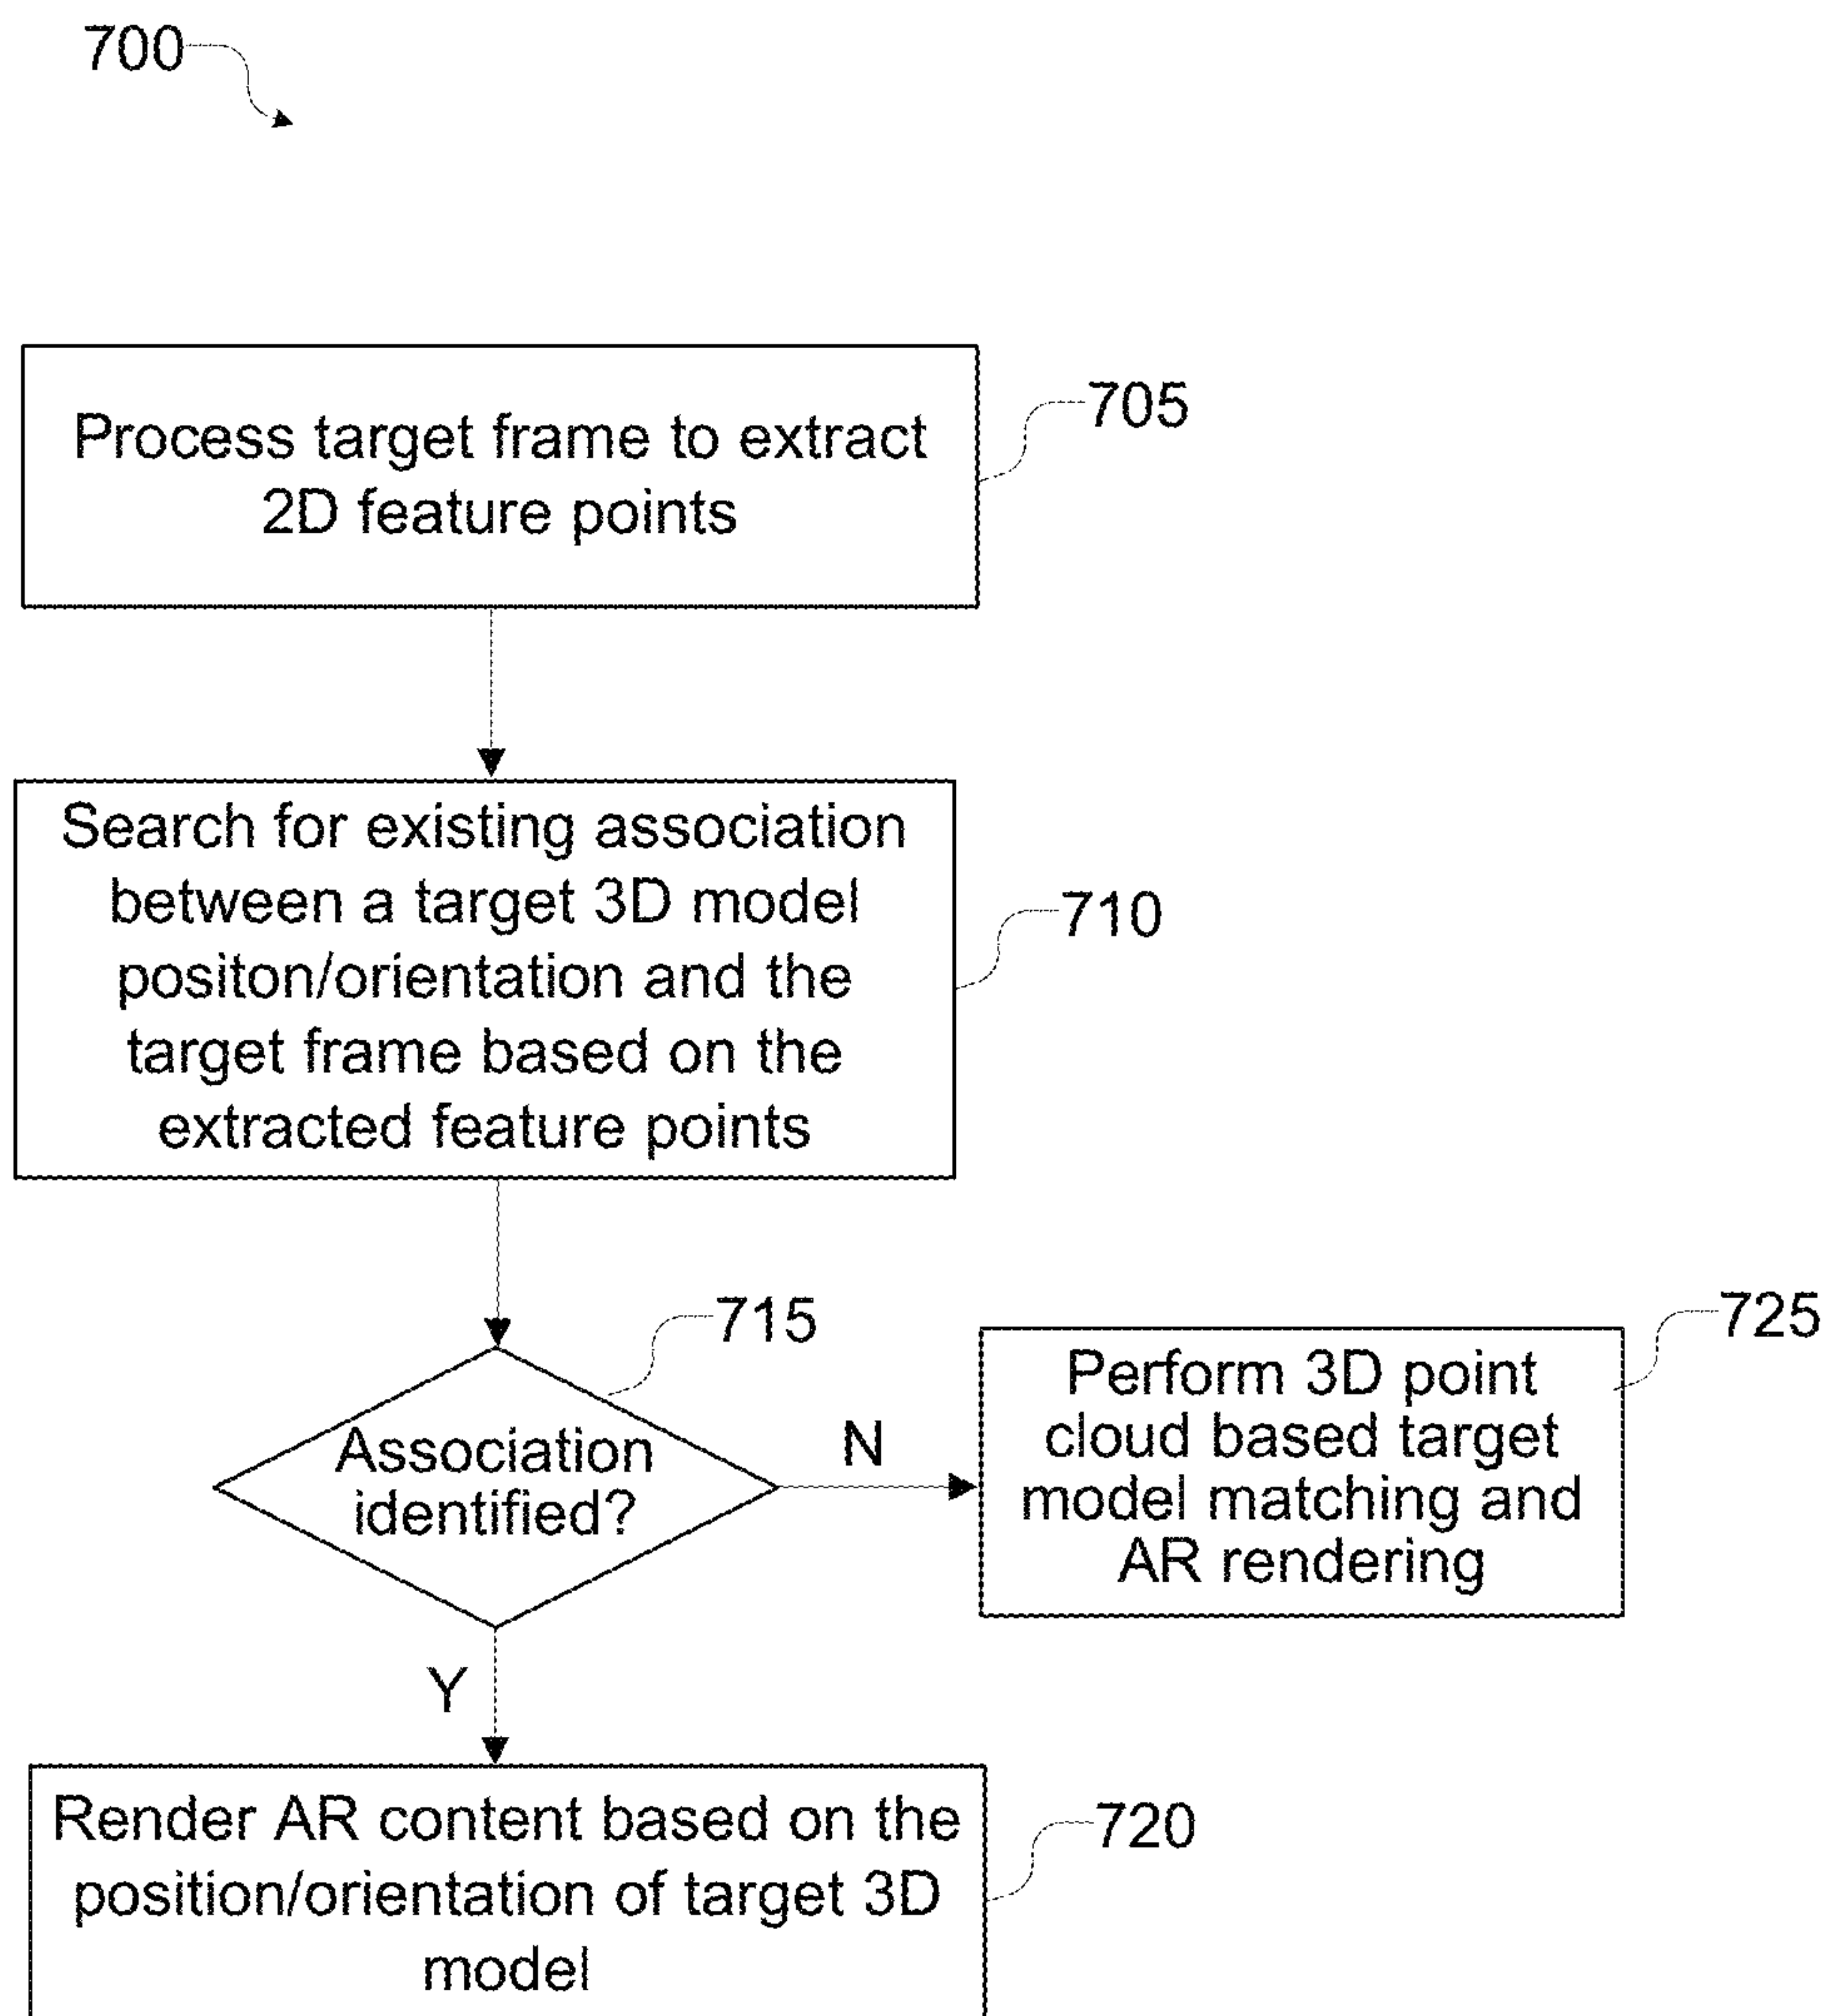 700
Process target frame to extract
2D feature points
705
Search for existing association
between a target 3D model
positon/orientation and the
target frame based on the
extracted feature points
710
715
Association
identified?
N
725
Perform 3D point
cloud based target
model matching and
AR rendering
Y
Render AR content based on the
position/orientation of target 3D
model
720